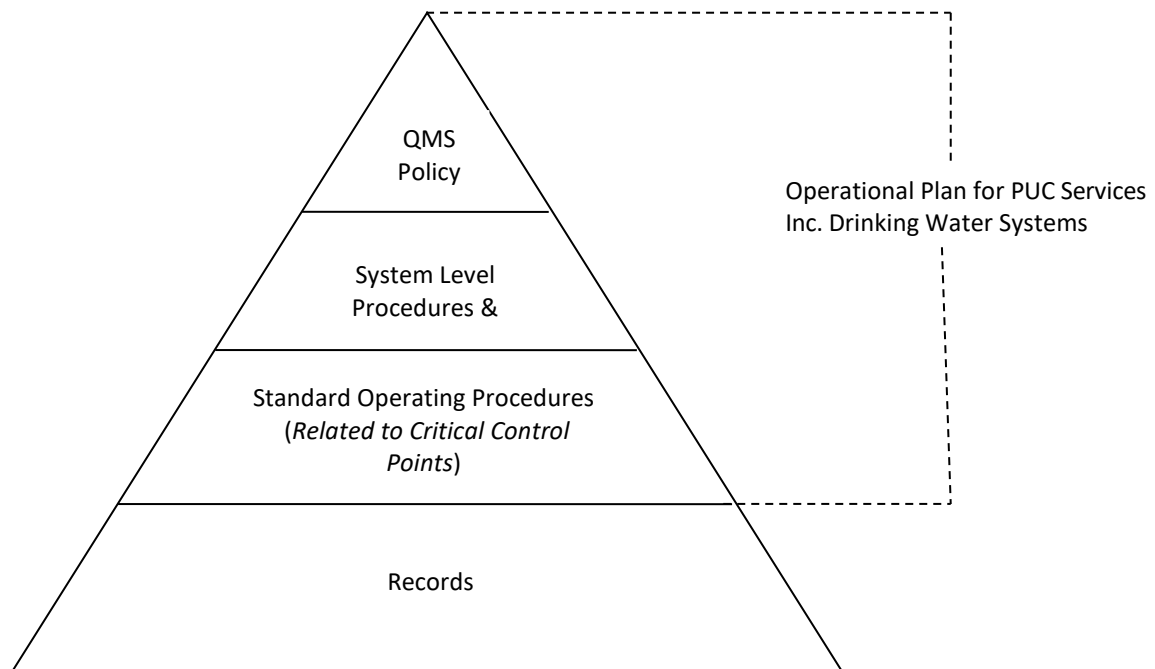 QMS
Policy
Operational Plan for PUC Services
Inc. Drinking Water Systems
System Level
Procedures &
Standard Operating Procedures
(Related to Critical Control
Points)
Records